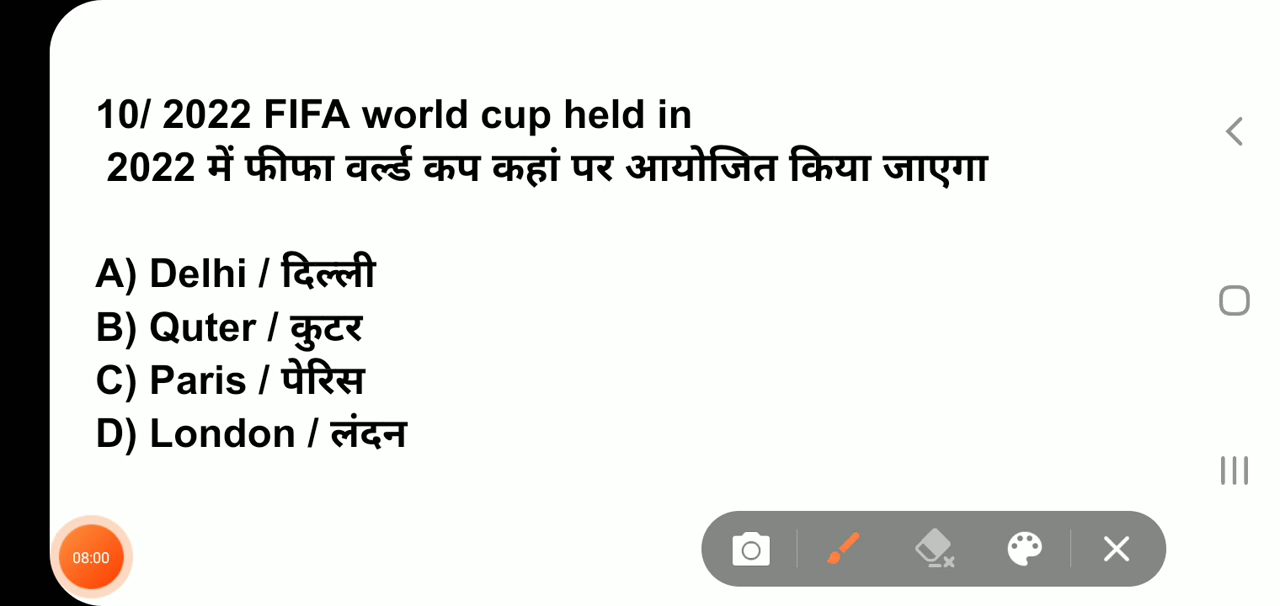 10/ 2022 FIFA world cup held in
2022 में फीफा वर्ल्ड कप कहां पर आयोजित किया जाएगा
A) Delhi / दिल्ली
B) Quter / कुटर
C) Paris / पेरिस
D) London / लंदन
08:00